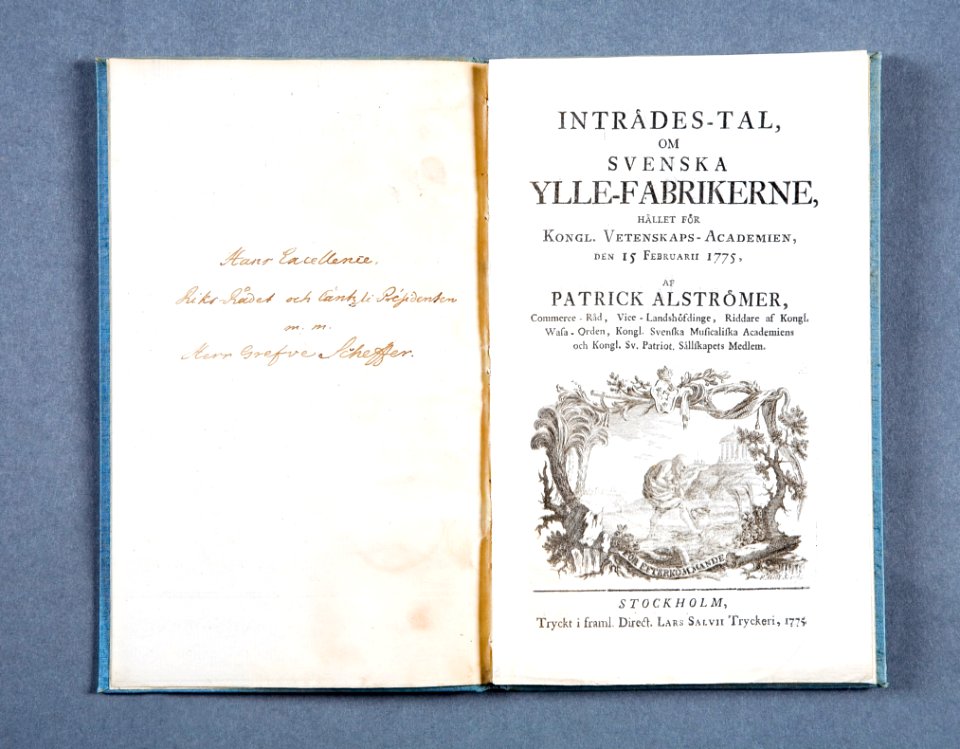 Hans Excellence.
Riks-Rådet och Cantzli Præsidenten
m. m.
Herr Grefve Scheffer.
INTRÅDES-TAL,
OM
SVENSKA
YLLE-FABRIKERNE,
HÅLLET FÖR
KONGL. VETENSKAPS-ACADEMIEN,
DEN 15 FEBRUARII 1775,
AF
PATRICK ALSTRÖMER,
Commerce-Råd, Vice-Landshöfdinge, Riddare af Kongl.
Wasa-Orden, Kongl. Svenska Musicaliska Academiens
och Kongl. Sv. Patriot. Sällskapets Medlem.
EFTERKOMMANDE
STOCKHOLM,
Tryckt i framl. Direct. LARS SALVII Tryckeri, 1775.